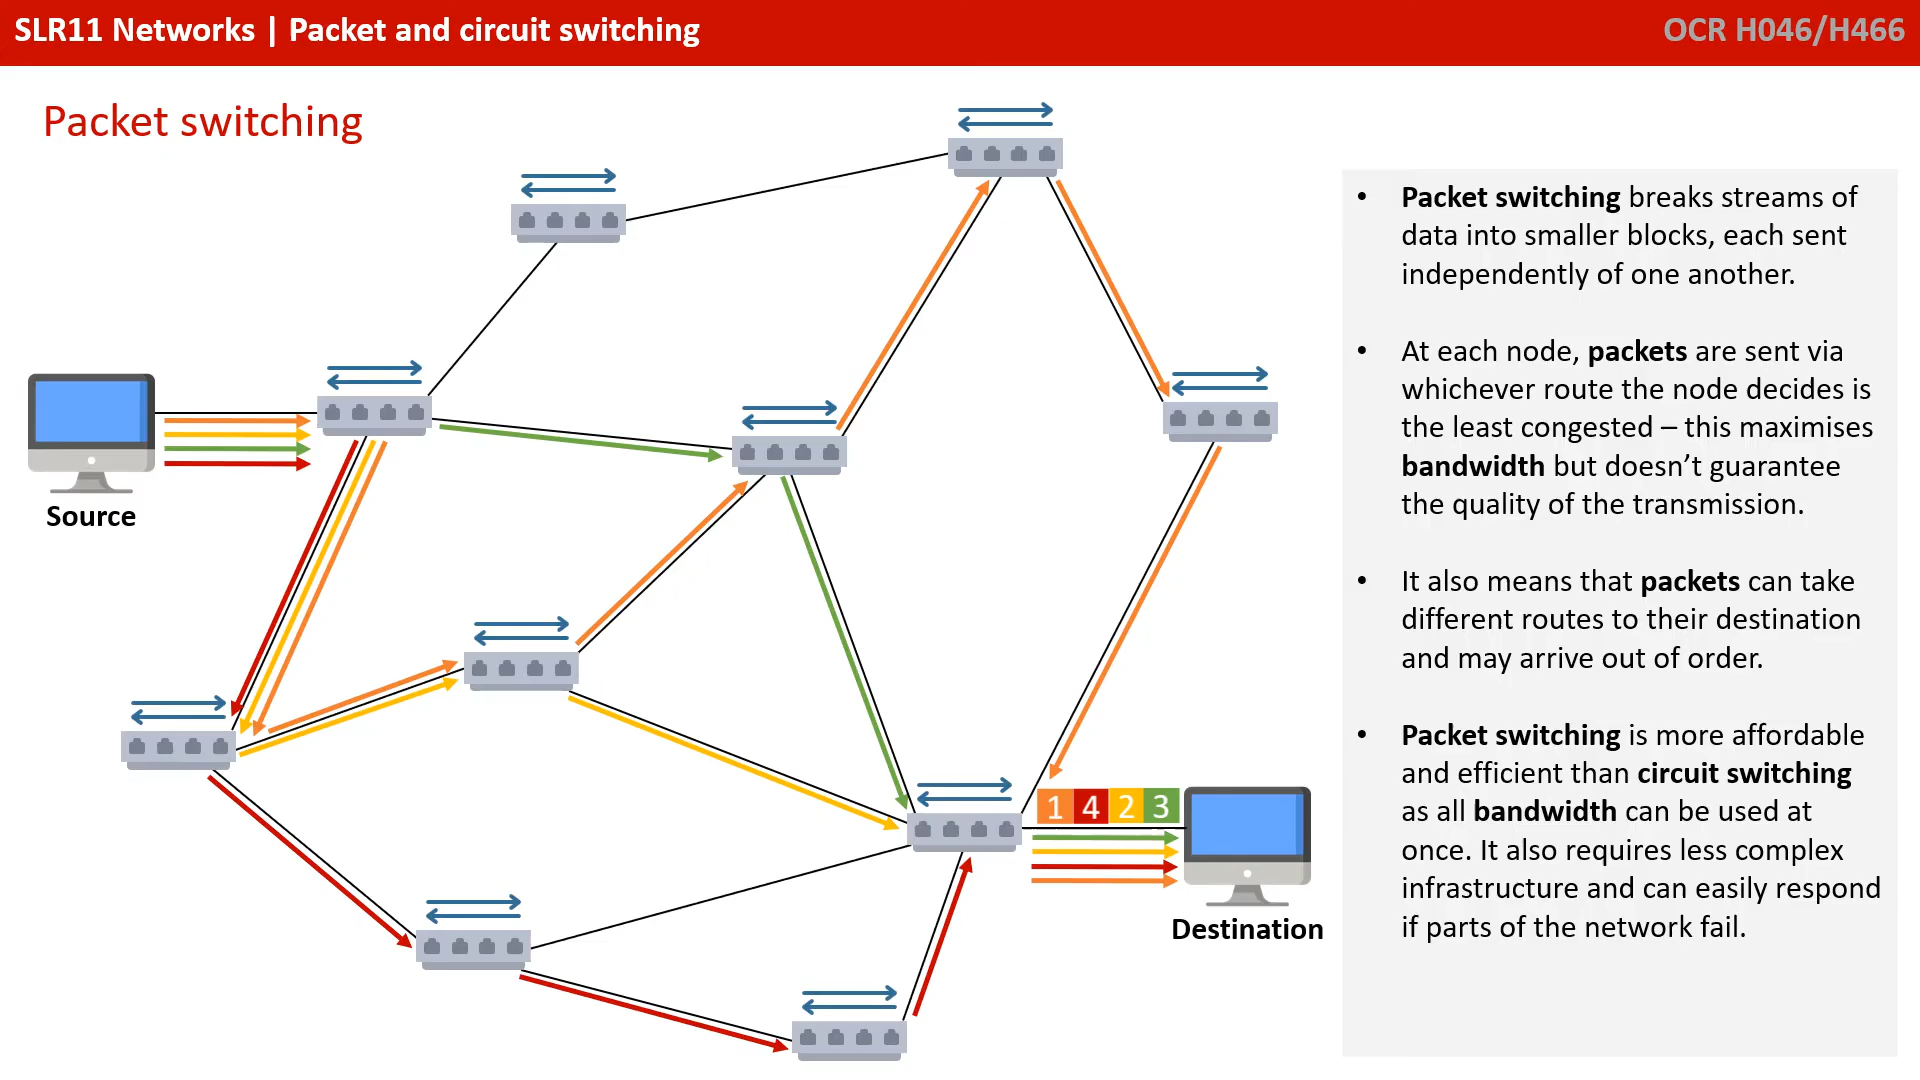 SLR11 Networks | Packet and circuit switching
OCR H046/H466
Packet switching
Source
1 4 2 3
Destination
• Packet switching breaks streams of
data into smaller blocks, each sent
independently of one another.
• At each node, packets are sent via
whichever route the node decides is
the least congested – this maximises
bandwidth but doesn’t guarantee
the quality of the transmission.
• It also means that packets can take
different routes to their destination
and may arrive out of order.
• Packet switching is more affordable
and efficient than circuit switching
as all bandwidth can be used at
once. It also requires less complex
infrastructure and can easily respond
if parts of the network fail.